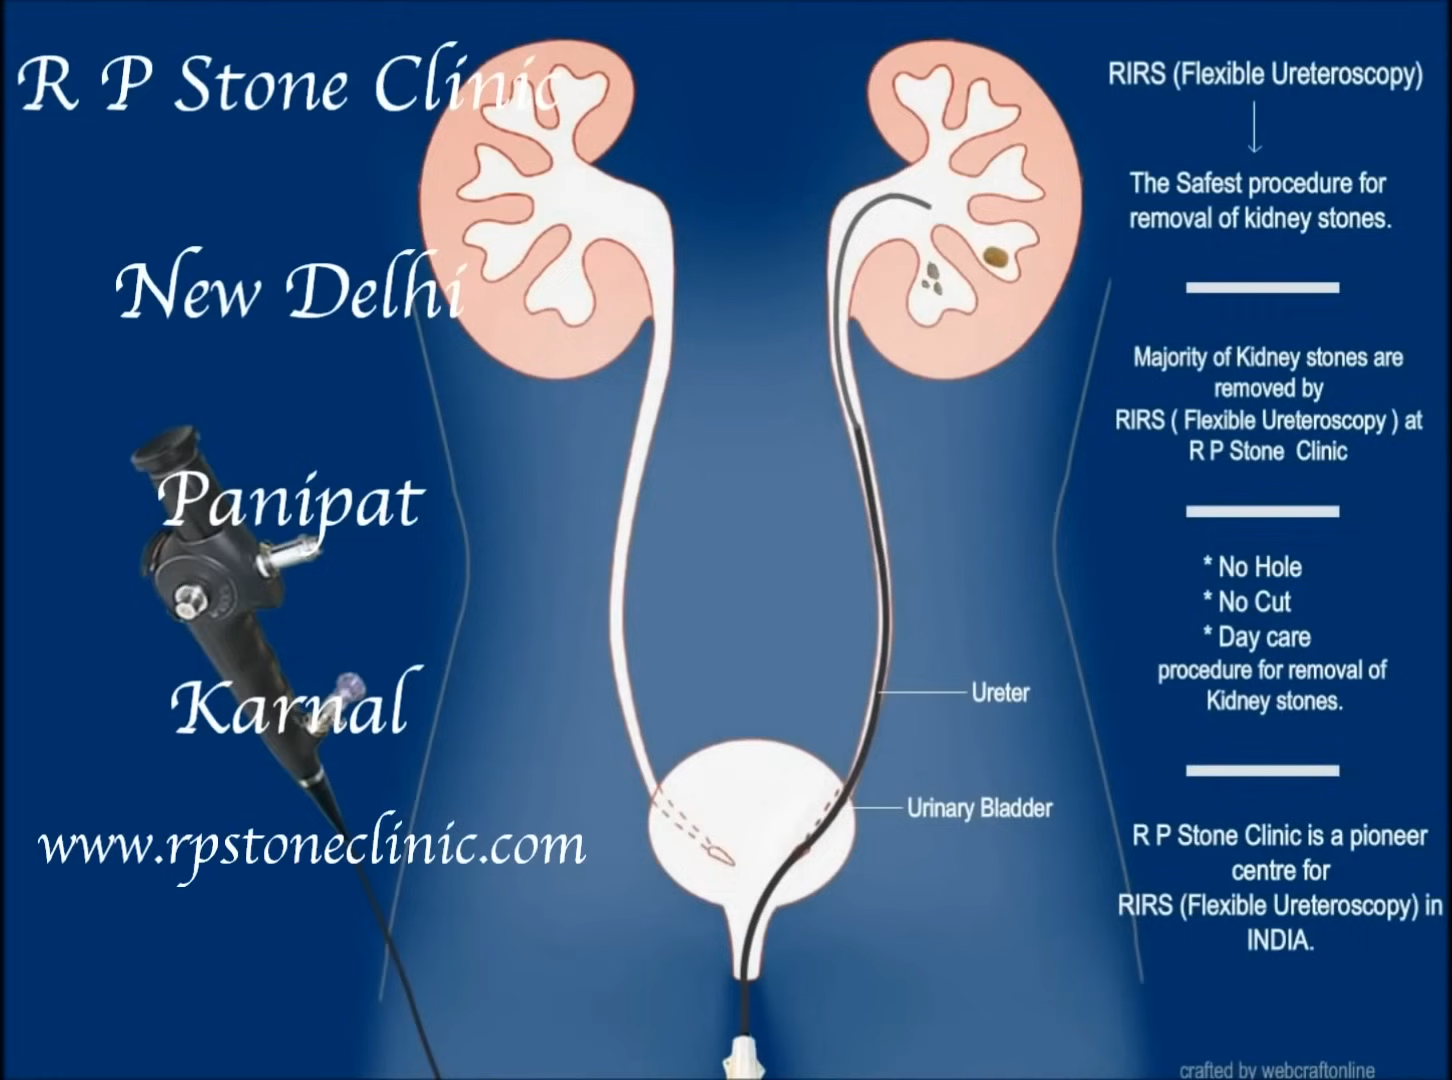 R P Stone Clinic
New Delhi
Panipat
Karnal
www.rpstoneclinic.com
Ureter
Urinary Bladder
RIRS (Flexible Ureteroscopy)
The Safest procedure for
removal of kidney stones.
Majority of Kidney stones are
removed by
RIRS ( Flexible Ureteroscopy ) at
R P Stone Clinic
* No Hole
* No Cut
* Day care
procedure for removal of
Kidney stones.
R P Stone Clinic is a pioneer
centre for
RIRS (Flexible Ureteroscopy) in
INDIA.
crafted by webcraftonline